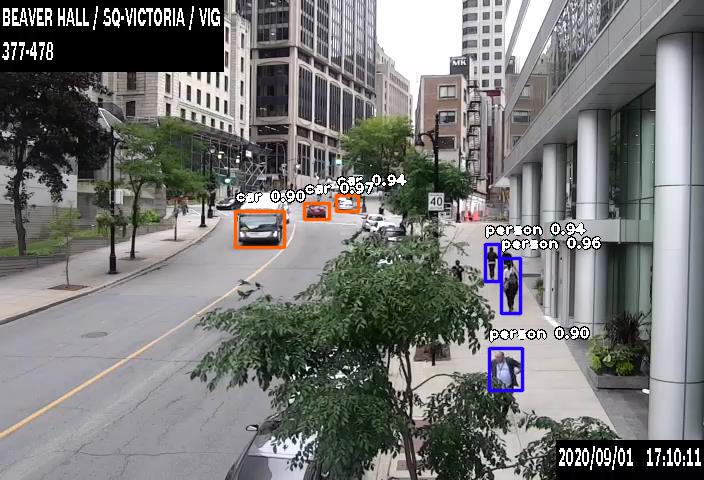 BEAVER HALL / SQ-VICTORIA / VIG
377-478
MK
car 0.94
car 0.97
car 0.90
40
person 0.94
person 0.96
person 0.90
2020/09/01 17:10:11